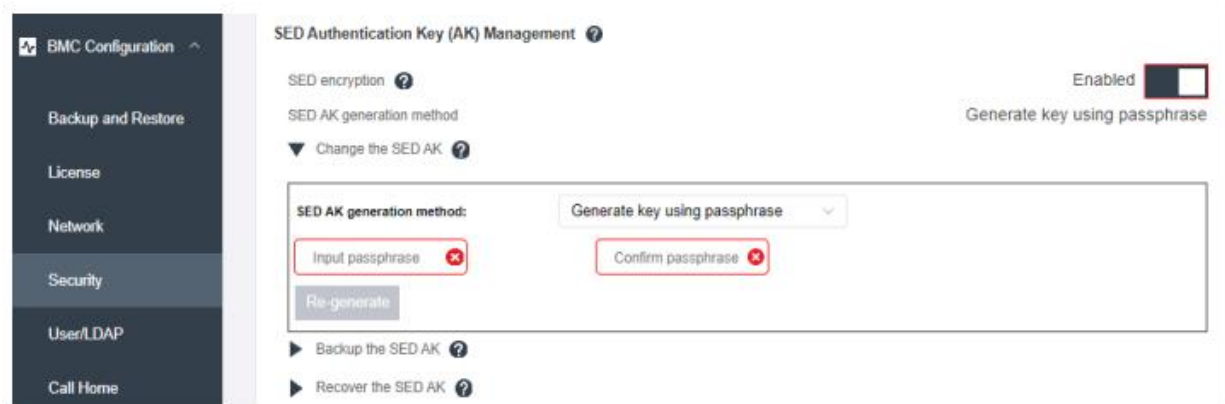 BMC Configuration
Backup and Restore
License
Network
Security
User/LDAP
Call Home
SED Authentication Key (AK) Management ?
SED encryption ? Enabled
SED AK generation method Generate key using passphrase
Change the SED AK ?
SED AK generation method: Generate key using passphrase
Input passphrase Confirm passphrase
Re-generate
Backup the SED AK ?
Recover the SED AK ?